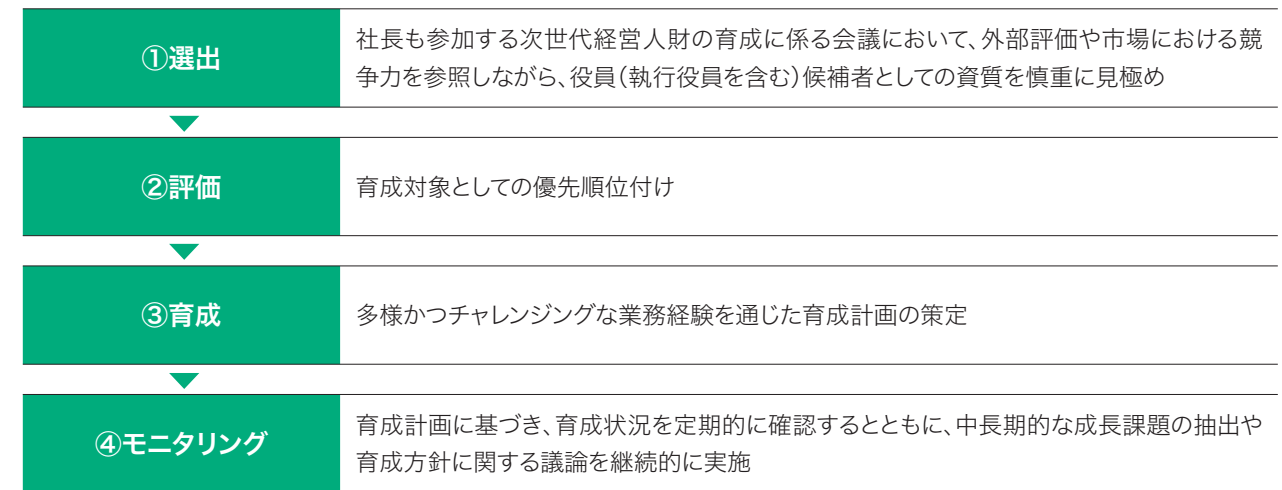 ①選出
社長も参加する次世代経営人財の育成に係る会議において、外部評価や市場における競
争力を参照しながら、役員（執行役員を含む）候補者としての資質を慎重に見極め
②評価
育成対象としての優先順位付け
③育成
多様かつチャレンジングな業務経験を通じた育成計画の策定
④モニタリング
育成計画に基づき、育成状況を定期的に確認するとともに、中長期的な成長課題の抽出や
育成方針に関する議論を継続的に実施